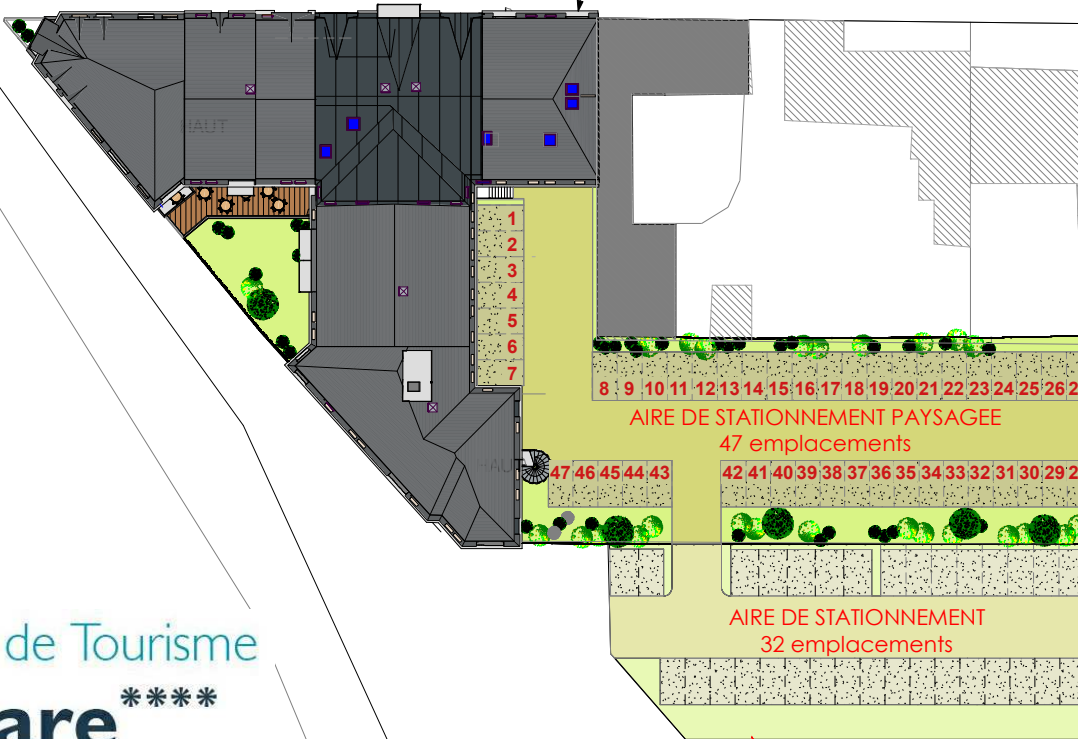 HAUT
1
2
3
4
5
6
7
8 9 10 11 12 13 14 15 16 17 18 19 20 21 22 23 24 25 26 2
AIRE DE STATIONNEMENT PAYSAGEE
47 emplacements
HAUT
47 46 45 44 43 42 41 40 39 38 37 36 35 34 33 32 31 30 29 2
AIRE DE STATIONNEMENT
32 emplacements
de Tourisme
are****